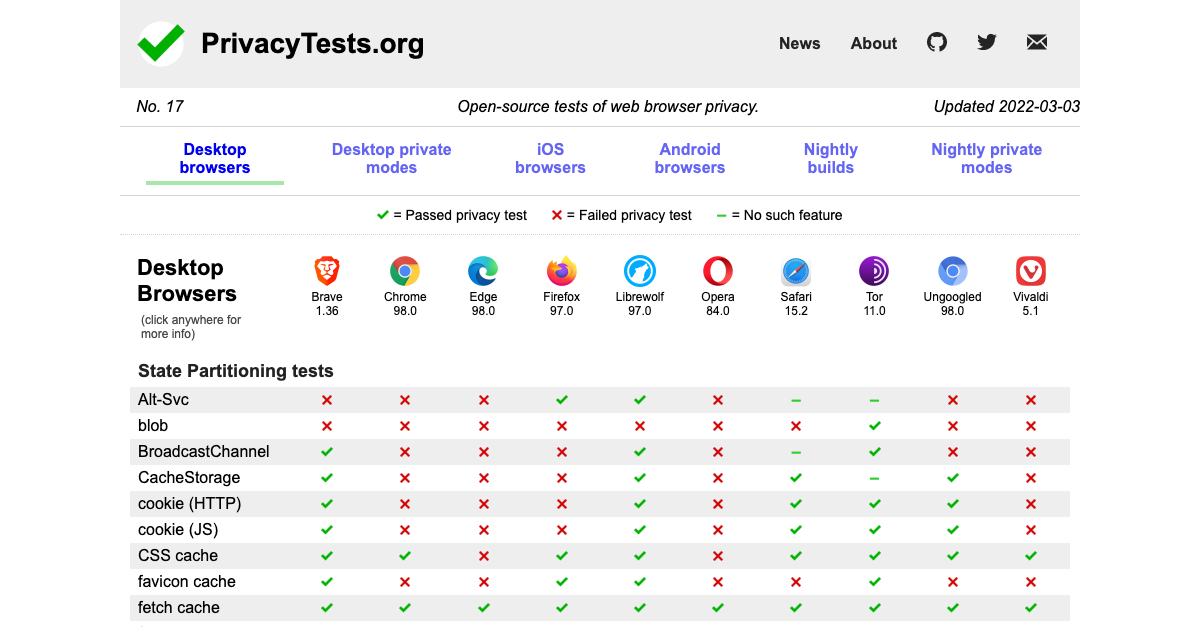 PrivacyTests.org
News About
No. 17 Open-source tests of web browser privacy. Updated 2022-03-03
Desktop browsers Desktop private modes iOS browsers Android browsers Nightly builds Nightly private modes
= Passed privacy test = Failed privacy test = No such feature
Desktop
Browsers
(click anywhere for
more info)
Brave Chrome Edge Firefox Librewolf Opera Safari Tor Ungoogled Vivaldi
1.36 98.0 98.0 97.0 97.0 84.0 15.2 11.0 98.0 5.1
State Partitioning tests
Alt-Svc
blob
BroadcastChannel
CacheStorage
cookie (HTTP)
cookie (JS)
CSS cache
favicon cache
fetch cache